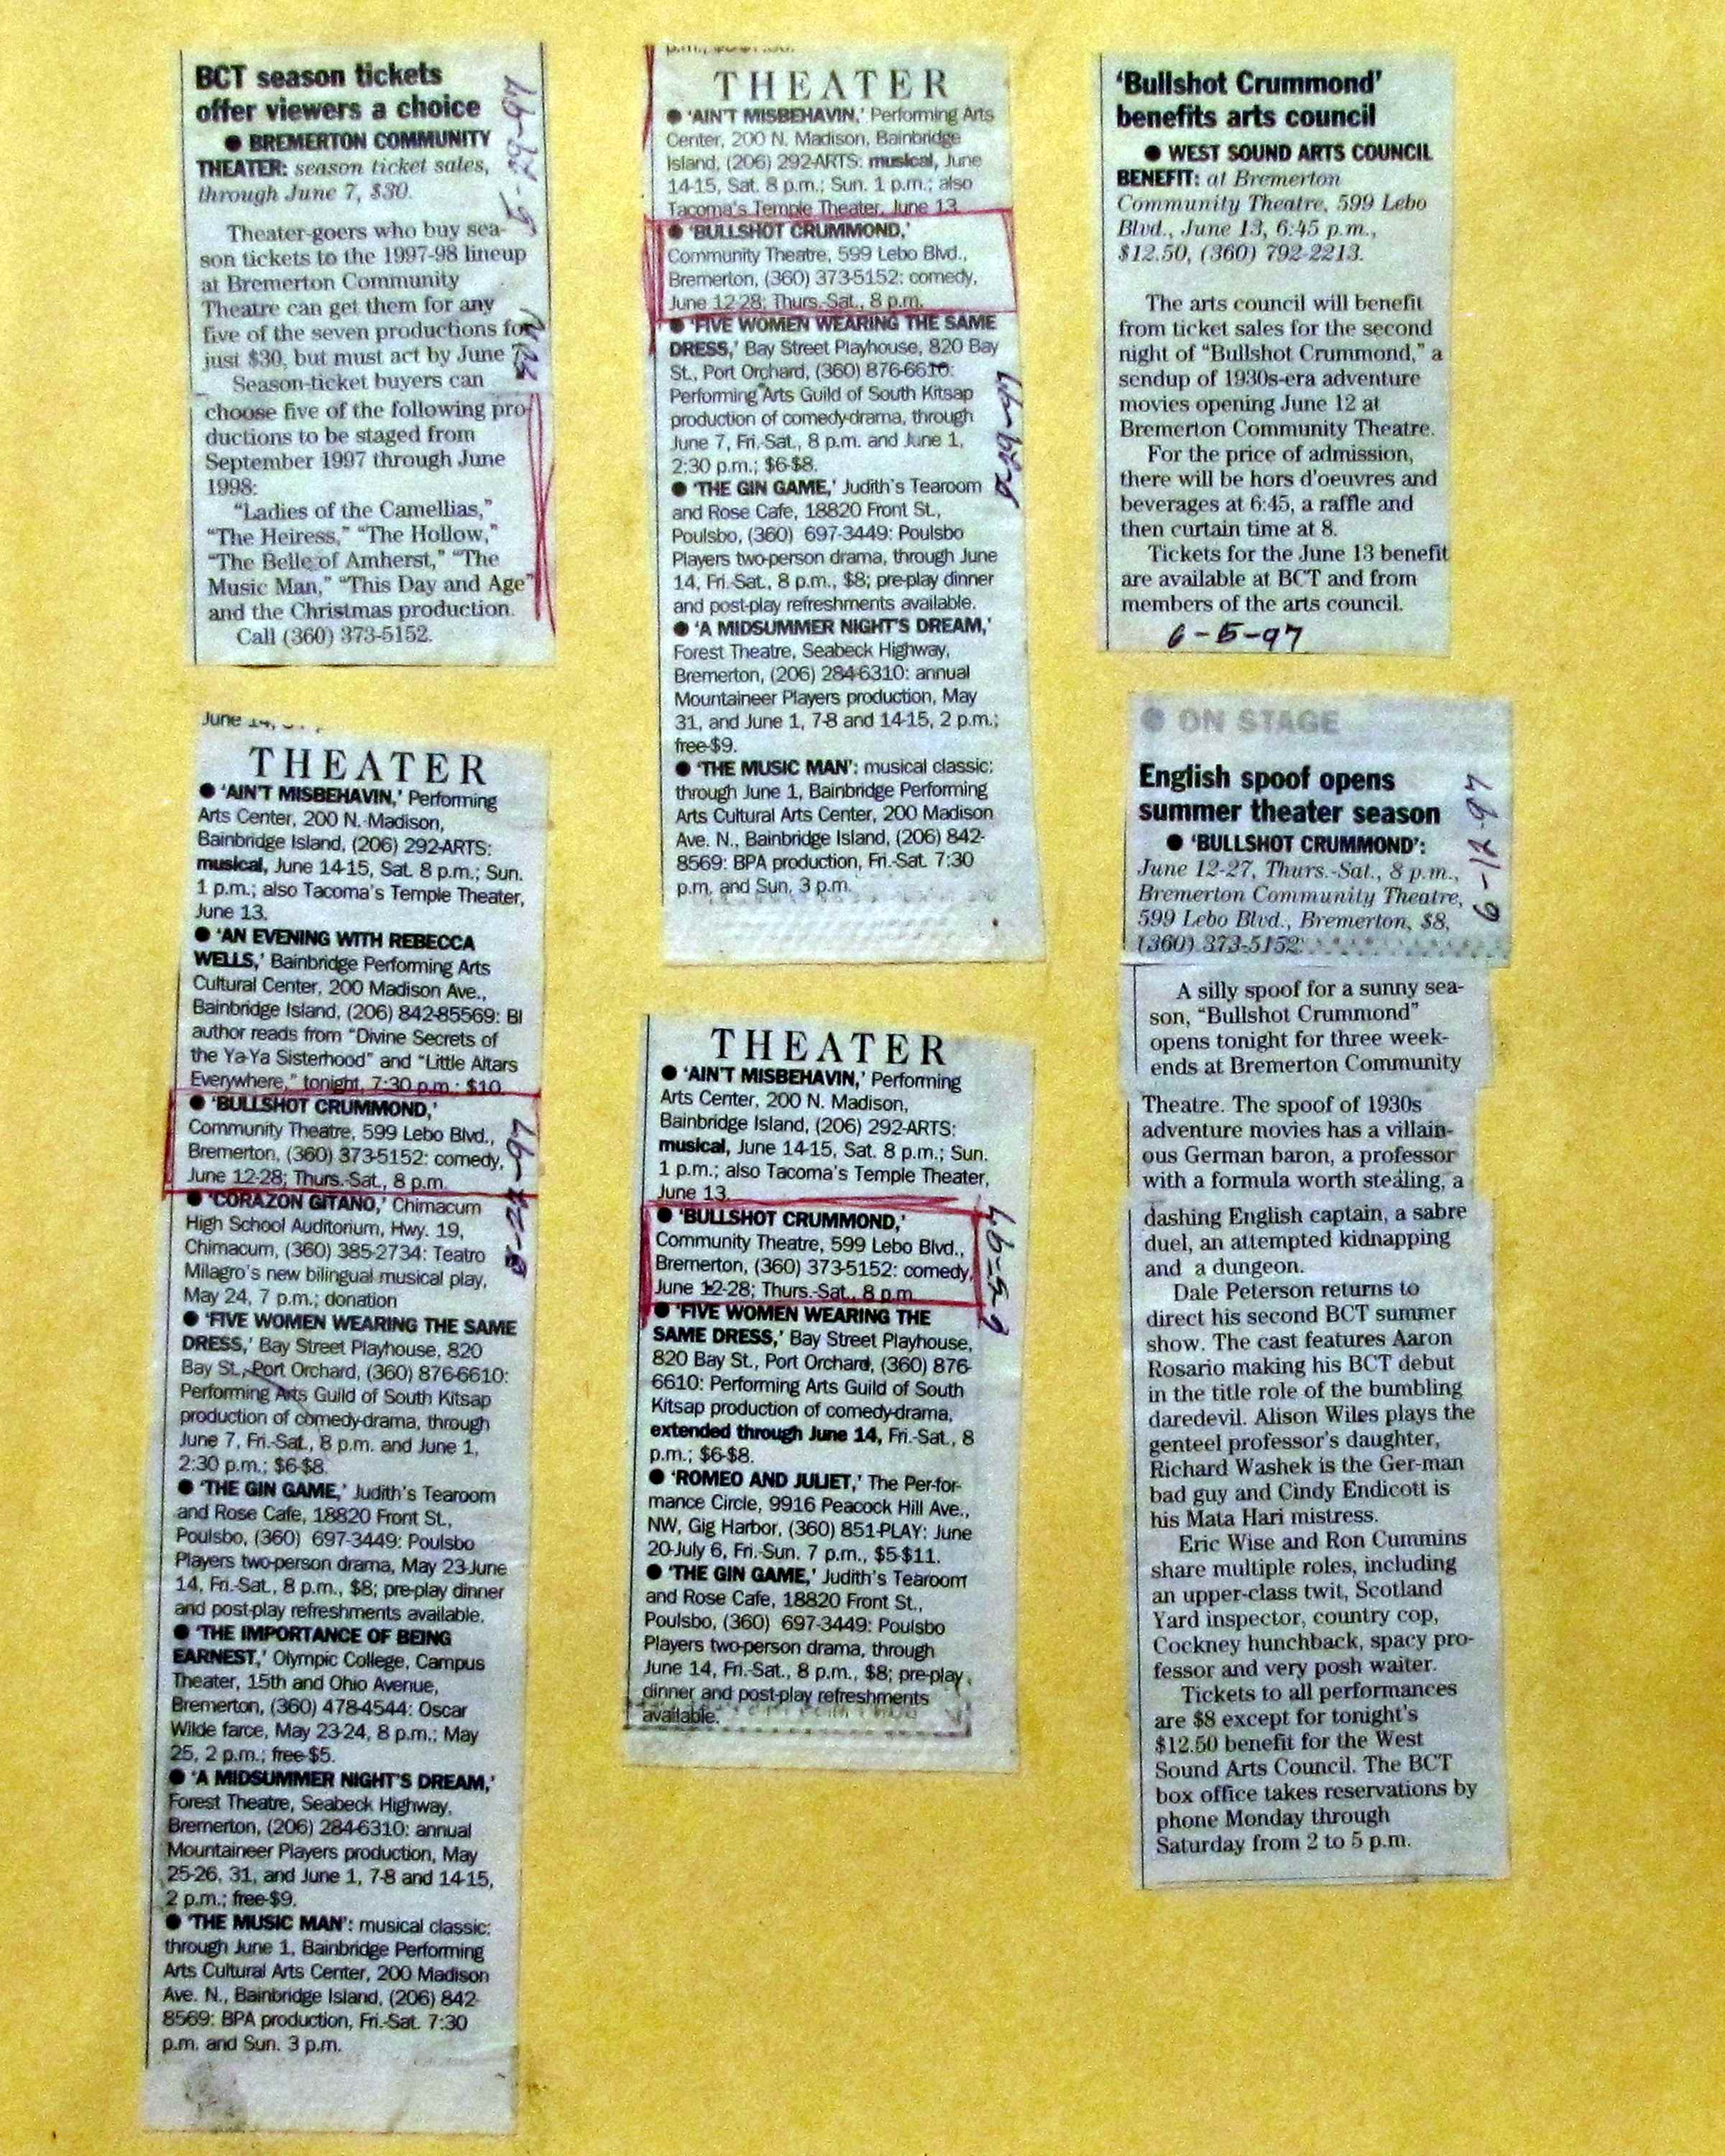 BCT season tickets
offer viewers a choice
● BREMERTON COMMUNITY
THEATER: season ticket sales,
through June 7, $30.
Theater-goers who buy sea-
son tickets to the 1997-98 lineup
at Bremerton Community
Theatre can get them for any
five of the seven productions for
just $30, but must act by June 7.
Season-ticket buyers can
choose five of the following pro-
ductions to be staged from
September 1997 through June
1998:
"Ladies of the Camellias,"
"The Heiress," "The Hollow,"
"The Belle of Amherst," "The
Music Man," "This Day and Age"
and the Christmas production.
Call (360) 373-5152.
5-29-97
June 14,
THEATER
● 'AIN'T MISBEHAVIN,' Performing
Arts Center, 200 N. Madison,
Bainbridge Island, (206) 292-ARTS:
musical, June 14-15, Sat. 8 p.m.; Sun.
1 p.m.; also Tacoma's Temple Theater,
June 13.
● 'AN EVENING WITH REBECCA
WELLS,' Bainbridge Performing Arts
Cultural Center, 200 Madison Ave.,
Bainbridge Island, (206) 842-85569: BI
author reads from "Divine Secrets of
the Ya-Ya Sisterhood" and "Little Altars
Everywhere," tonight, 7:30 p.m.; $10.
● 'BULLSHOT CRUMMOND,'
Community Theatre, 599 Lebo Blvd.,
Bremerton, (360) 373-5152: comedy,
June 12-28; Thurs.-Sat., 8 p.m.
● 'CORAZON GITANO,' Chimacum
High School Auditorium, Hwy. 19,
Chimacum, (360) 385-2734: Teatro
Milagro's new bilingual musical play,
May 24, 7 p.m.; donation
● 'FIVE WOMEN WEARING THE SAME
DRESS,' Bay Street Playhouse, 820
Bay St., Port Orchard, (360) 876-6610:
Performing Arts Guild of South Kitsap
production of comedy-drama, through
June 7, Fri.-Sat., 8 p.m. and June 1,
2:30 p.m.; $6-$8.
● 'THE GIN GAME,' Judith's Tearoom
and Rose Cafe, 18820 Front St.,
Poulsbo, (360) 697-3449: Poulsbo
Players two-person drama, May 23-June
14, Fri.-Sat., 8 p.m., $8; pre-play dinner
and post-play refreshments available.
● 'THE IMPORTANCE OF BEING
EARNEST,' Olympic College, Campus
Theater, 15th and Ohio Avenue,
Bremerton, (360) 478-4544: Oscar
Wilde farce, May 23-24, 8 p.m.; May
25, 2 p.m.; free-$5.
● 'A MIDSUMMER NIGHT'S DREAM,'
Forest Theatre, Seabeck Highway,
Bremerton, (206) 284-6310: annual
Mountaineer Players production, May
25-26, 31, and June 1, 7-8 and 14-15,
2 p.m.; free-$9.
● 'THE MUSIC MAN': musical classic:
through June 1, Bainbridge Performing
Arts Cultural Arts Center, 200 Madison
Ave. N., Bainbridge Island, (206) 842-
8569: BPA production, Fri.-Sat. 7:30
p.m. and Sun. 3 p.m.
THEATER
● 'AIN'T MISBEHAVIN,' Performing Arts
Center, 200 N. Madison, Bainbridge
Island, (206) 292-ARTS: musical, June
14-15, Sat. 8 p.m.; Sun. 1 p.m.; also
Tacoma's Temple Theater, June 13.
● 'BULLSHOT CRUMMOND,'
Community Theatre, 599 Lebo Blvd.,
Bremerton, (360) 373-5152: comedy,
June 12-28; Thurs.-Sat., 8 p.m.
● 'FIVE WOMEN WEARING THE SAME
DRESS,' Bay Street Playhouse, 820 Bay
St., Port Orchard, (360) 876-6610:
Performing Arts Guild of South Kitsap
production of comedy-drama, through
June 7, Fri.-Sat., 8 p.m. and June 1,
2:30 p.m.; $6-$8.
● 'THE GIN GAME,' Judith's Tearoom
and Rose Cafe, 18820 Front St.,
Poulsbo, (360) 697-3449: Poulsbo
Players two-person drama, through June
14, Fri.-Sat., 8 p.m., $8; pre-play dinner
and post-play refreshments available.
● 'A MIDSUMMER NIGHT'S DREAM,'
Forest Theatre, Seabeck Highway,
Bremerton, (206) 284-6310: annual
Mountaineer Players production, May
31, and June 1, 7-8 and 14-15, 2 p.m.;
free-$9.
● 'THE MUSIC MAN': musical classic:
through June 1, Bainbridge Performing
Arts Cultural Arts Center, 200 Madison
Ave. N., Bainbridge Island, (206) 842-
8569: BPA production, Fri.-Sat. 7:30
p.m. and Sun. 3 p.m.
THEATER
● 'AIN'T MISBEHAVIN,' Performing
Arts Center, 200 N. Madison,
Bainbridge Island, (206) 292-ARTS:
musical, June 14-15, Sat. 8 p.m.; Sun.
1 p.m.; also Tacoma's Temple Theater,
June 13.
● 'BULLSHOT CRUMMOND,'
Community Theatre, 599 Lebo Blvd.,
Bremerton, (360) 373-5152: comedy,
June 12-28; Thurs.-Sat., 8 p.m.
● 'FIVE WOMEN WEARING THE
SAME DRESS,' Bay Street Playhouse,
820 Bay St., Port Orchard, (360) 876-
6610: Performing Arts Guild of South
Kitsap production of comedy-drama,
extended through June 14, Fri.-Sat., 8
p.m.; $6-$8.
● 'ROMEO AND JULIET,' The Per-for-
mance Circle, 9916 Peacock Hill Ave.,
NW, Gig Harbor, (360) 851-PLAY: June
20-July 6, Fri.-Sun. 7 p.m., $5-$11.
● 'THE GIN GAME,' Judith's Tearoom
and Rose Cafe, 18820 Front St.,
Poulsbo, (360) 697-3449: Poulsbo
Players two-person drama, through
June 14, Fri.-Sat., 8 p.m., $8; pre-play
dinner and post-play refreshments
available.
6-5-97
'Bullshot Crummond'
benefits arts council
● WEST SOUND ARTS COUNCIL
BENEFIT: at Bremerton
Community Theatre, 599 Lebo
Blvd., June 13, 6:45 p.m.,
$12.50, (360) 792-2213.
The arts council will benefit
from ticket sales for the second
night of "Bullshot Crummond," a
sendup of 1930s-era adventure
movies opening June 12 at
Bremerton Community Theatre.
For the price of admission,
there will be hors d'oeuvres and
beverages at 6:45, a raffle and
then curtain time at 8.
Tickets for the June 13 benefit
are available at BCT and from
members of the arts council.
6-5-97
● ON STAGE
English spoof opens
summer theater season
● 'BULLSHOT CRUMMOND':
June 12-27, Thurs.-Sat., 8 p.m.,
Bremerton Community Theatre,
599 Lebo Blvd., Bremerton, $8,
(360) 373-5152.
6-12-97
A silly spoof for a sunny sea-
son, "Bullshot Crummond"
opens tonight for three week-
ends at Bremerton Community
Theatre. The spoof of 1930s
adventure movies has a villain-
ous German baron, a professor
with a formula worth stealing, a
dashing English captain, a sabre
duel, an attempted kidnapping
and a dungeon.
Dale Peterson returns to
direct his second BCT summer
show. The cast features Aaron
Rosario making his BCT debut
in the title role of the bumbling
daredevil. Alison Wiles plays the
genteel professor's daughter,
Richard Washek is the Ger-man
bad guy and Cindy Endicott is
his Mata Hari mistress.
Eric Wise and Ron Cummins
share multiple roles, including
an upper-class twit, Scotland
Yard inspector, country cop,
Cockney hunchback, spacy pro-
fessor and very posh waiter.
Tickets to all performances
are $8 except for tonight's
$12.50 benefit for the West
Sound Arts Council. The BCT
box office takes reservations by
phone Monday through
Saturday from 2 to 5 p.m.